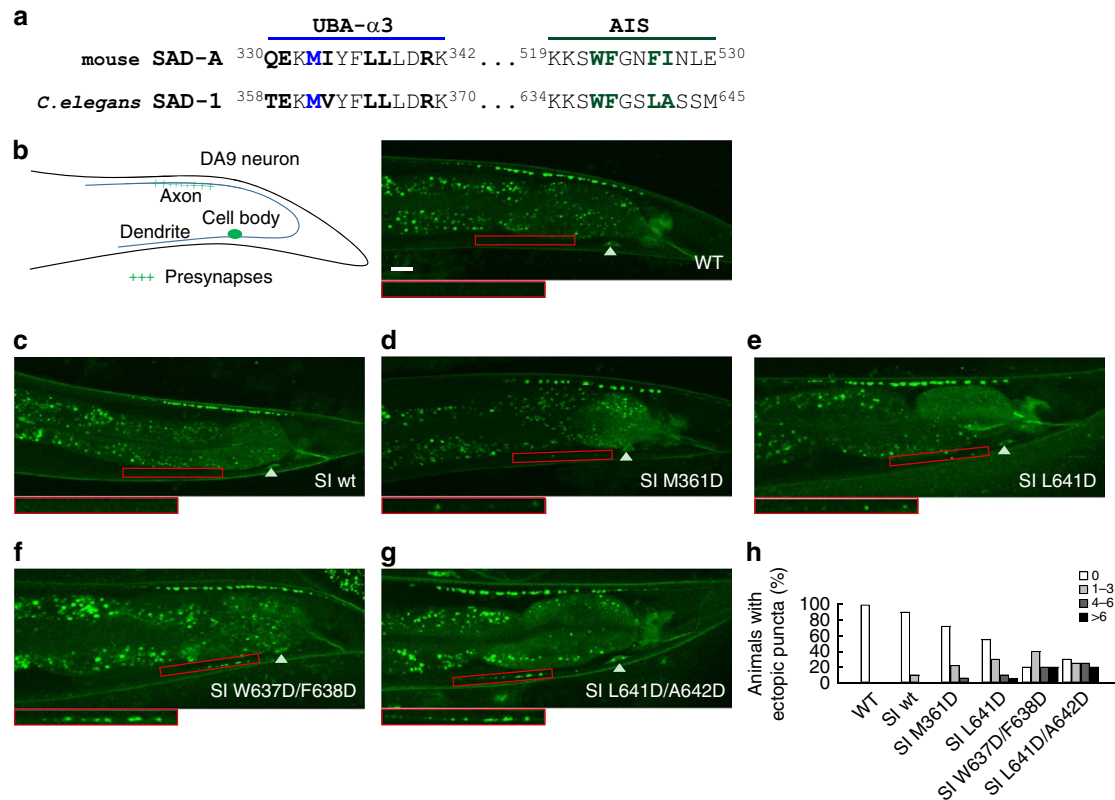 a
UBA-α3 AIS
mouse SAD-A 330QEKMIYFLLLDRK342 ... 519KKSWFGNFINLE530
C.elegans SAD-1 358TEKMVYFLLLDRK370 ... 634KKSWFGSLASSM645
b
DA9 neuron
Axon
Cell body
Dendrite
+++ Presynapses
WT
c
SI wt
d
SI M361D
e
SI L641D
f
SI W637D/F638D
g
SI L641D/A642D
h
Animals with
ectopic puncta (%)
100
80
60
40
20
0
0
1–3
4–6
>6
WT
SI wt
SI M361D
SI L641D
SI W637D/F638D
SI L641D/A642D